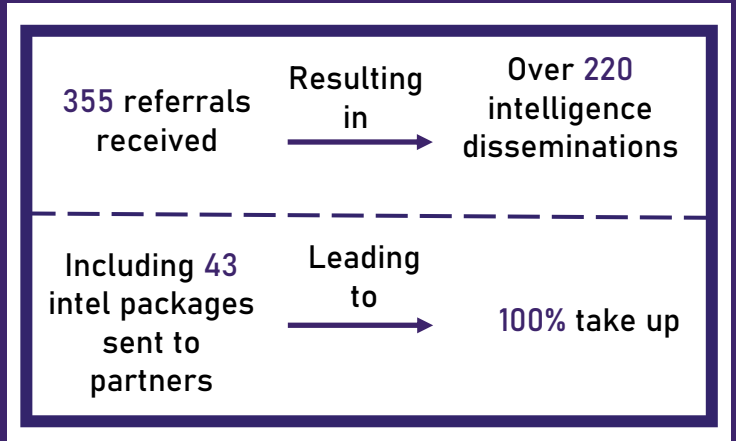 355 referrals
received
Resulting
in
Over 220
intelligence
disseminations
Including 43
intel packages
sent to
partners
Leading
to
100% take up